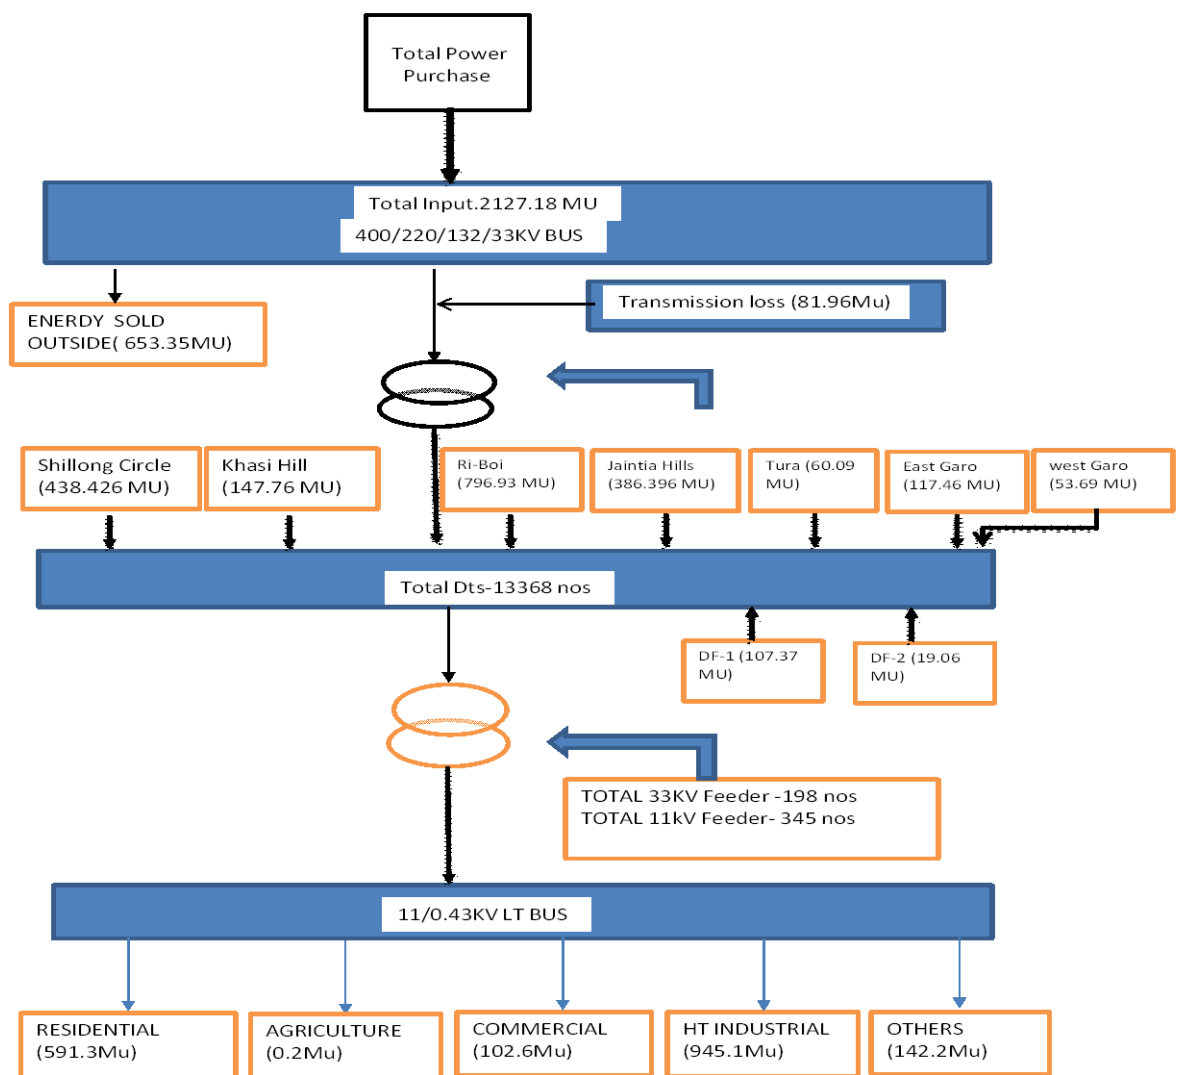 Total Power
Purchase
Total Input.2127.18 MU
400/220/132/33KV BUS
Transmission loss (81.96Mu)
ENERDY SOLD
OUTSIDE( 653.35MU)
Shillong Circle
(438.426 MU)
Khasi Hill
(147.76 MU)
Ri-Boi
(796.93 MU)
Jaintia Hills
(386.396 MU)
Tura (60.09
MU)
East Garo
(117.46 MU)
west Garo
(53.69 MU)
Total Dts-13368 nos
DF-1 (107.37
MU)
DF-2 (19.06
MU)
TOTAL 33KV Feeder -198 nos
TOTAL 11kV Feeder- 345 nos
11/0.43KV LT BUS
RESIDENTIAL
(591.3Mu)
AGRICULTURE
(0.2Mu)
COMMERCIAL
(102.6Mu)
HT INDUSTRIAL
(945.1Mu)
OTHERS
(142.2Mu)